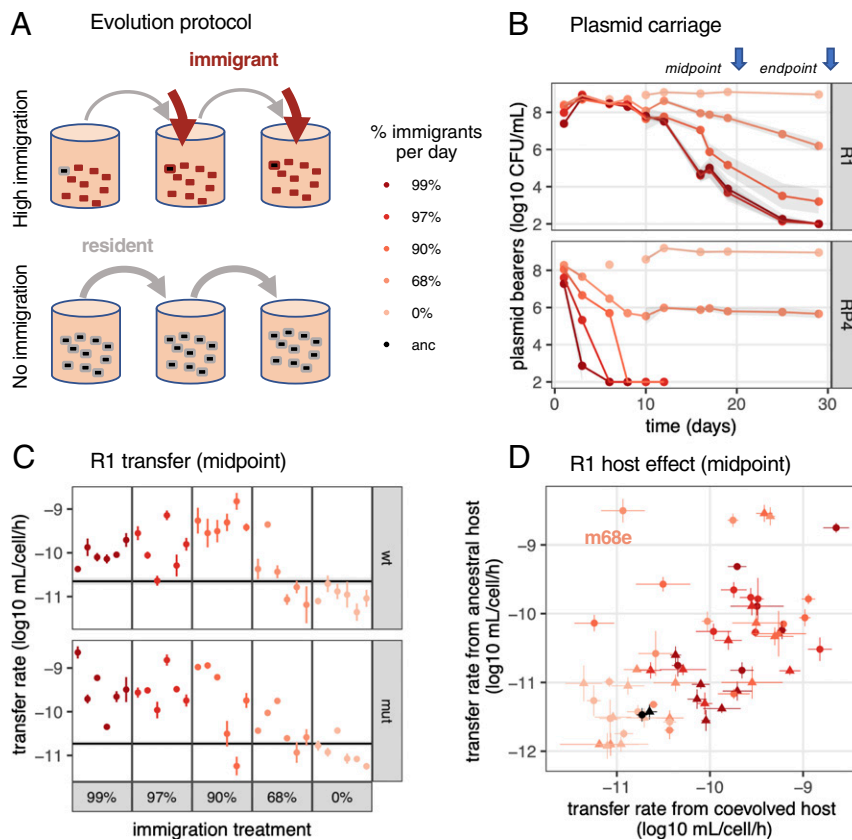 A
Evolution protocol
immigrant
High immigration
resident
No immigration
% immigrants
per day
99%
97%
90%
68%
0%
anc
B
Plasmid carriage
midpoint
endpoint
plasmid bearers (log10 CFU/mL)
8
6
4
2
R1
8
6
4
2
RP4
0
10
20
30
time (days)
C
R1 transfer (midpoint)
transfer rate (log10 mL/cell/h)
-9
-10
-11
wt
-9
-10
-11
mut
99%
97%
90%
68%
0%
immigration treatment
D
R1 host effect (midpoint)
transfer rate from ancestral host
(log10 mL/cell/h)
-9
-10
-11
-12
m68e
-11
-10
-9
transfer rate from coevolved host
(log10 mL/cell/h)